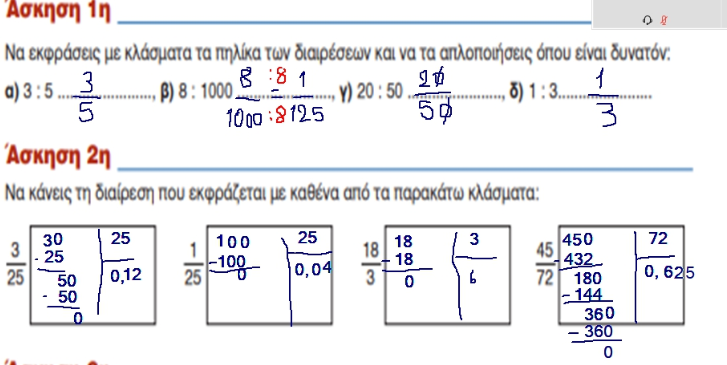 Άσκηση 1η
8
Να εκφράσεις με κλάσματα τα πηλίκα των διαιρέσεων και να τα απλοποιήσεις όπου είναι δυνατόν:
α) 3 : 5 ..... 3/5 ....., β) 8 : 1000 ..... 8:8/1000:8 = 1/125 ....., γ) 20 : 50 ..... 20/50 ....., δ) 1 : 3..... 1/3 .....
Άσκηση 2η
Να κάνεις τη διαίρεση που εκφράζεται με καθένα από τα παρακάτω κλάσματα:
3/25 30 25 1/25 100 25 18/3 18 3 45/72 450 72
- 25 0,12 -100 0,04 - 18 6 - 432 0,625
50 0 0 180
- 50 - 144
0 360
- 360
0